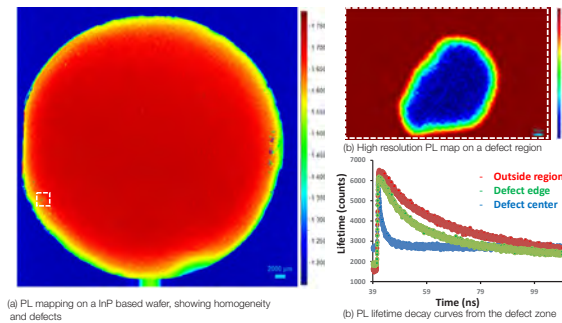 2000 µm
(a) PL mapping on a InP based wafer, showing homogeneity
and defects
(b) High resolution PL map on a defect region
Lifetime (counts)
7000
6000
5000
4000
3000
2000
1000
39
59
79
99
Time (ns)
- Outside region
- Defect edge
- Defect center
(b) PL lifetime decay curves from the defect zone